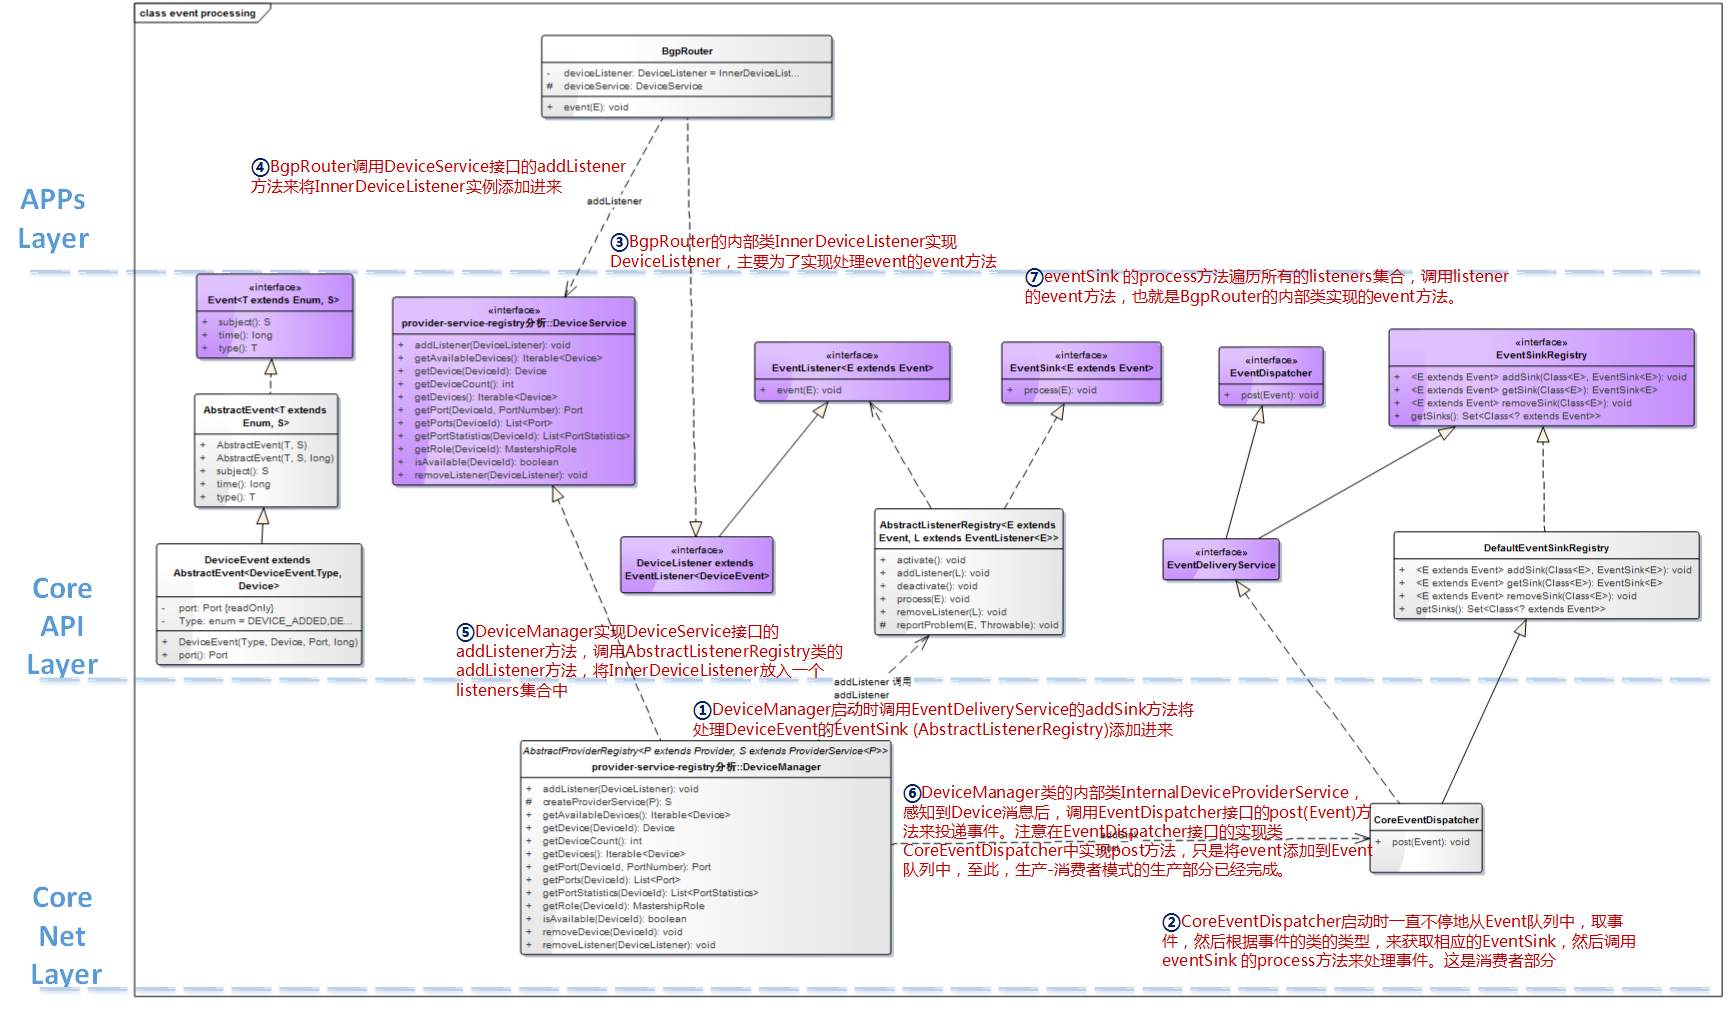 class event processing
BgpRouter
- deviceListener: DeviceListener = InnerDeviceList...
# deviceService: DeviceService
+ event(E): void
④BgpRouter调用DeviceService接口的addListener
方法来将InnerDeviceListener实例添加进来
addListener
APPs
Layer
③BgpRouter的内部类InnerDeviceListener实现
DeviceListener，主要为了实现处理event的event方法
⑦eventSink 的process方法遍历所有的listeners集合，调用listener
的event方法，也就是BgpRouter的内部类实现的event方法。
«interface»
Event<T extends Enum, S>
+ subject(): S
+ time(): long
+ type(): T
«interface»
provider-service-registry分析::DeviceService
+ addListener(DeviceListener): void
+ getAvailableDevices(): Iterable<Device>
+ getDevice(DeviceId): Device
+ getDeviceCount(): int
+ getDevices(): Iterable<Device>
+ getPort(DeviceId, PortNumber): Port
+ getPorts(DeviceId): List<Port>
+ getPortStatistics(DeviceId): List<PortStatistics>
+ getRole(DeviceId): MastershipRole
+ isAvailable(DeviceId): boolean
+ removeListener(DeviceListener): void
«interface»
EventListener<E extends Event>
+ event(E): void
«interface»
EventSink<E extends Event>
+ process(E): void
«interface»
EventDispatcher
+ post(Event): void
«interface»
EventSinkRegistry
+ <E extends Event> addSink(Class<E>, EventSink<E>): void
+ <E extends Event> getSink(Class<E>): EventSink<E>
+ <E extends Event> removeSink(Class<E>): void
+ getSinks(): Set<Class<? extends Event>>
AbstractEvent<T extends
Enum, S>
+ AbstractEvent(T, S)
+ AbstractEvent(T, S, long)
+ subject(): S
+ time(): long
+ type(): T
DeviceEvent extends
AbstractEvent<DeviceEvent.Type,
Device>
- port: Port {readOnly}
- Type: enum = DEVICE_ADDED,DE...
+ DeviceEvent(Type, Device, Port, long)
+ port(): Port
«interface»
DeviceListener extends
EventListener<DeviceEvent>
AbstractListenerRegistry<E extends
Event, L extends EventListener<E>>
+ activate(): void
+ addListener(L): void
+ deactivate(): void
+ process(E): void
+ removeListener(L): void
# reportProblem(E, Throwable): void
«interface»
EventDeliveryService
DefaultEventSinkRegistry
+ <E extends Event> addSink(Class<E>, EventSink<E>): void
+ <E extends Event> getSink(Class<E>): EventSink<E>
+ <E extends Event> removeSink(Class<E>): void
+ getSinks(): Set<Class<? extends Event>>
Core
API
Layer
⑤DeviceManager实现DeviceService接口的
addListener方法，调用AbstractListenerRegistry类的
addListener方法，将InnerDeviceListener放入一个
listeners集合中
addListener 调用
addListener
①DeviceManager启动时调用EventDeliveryService的addSink方法将
处理DeviceEvent的EventSink (AbstractListenerRegistry)添加进来
AbstractProviderRegistry<P extends Provider, S extends ProviderService<P>>
provider-service-registry分析::DeviceManager
+ addListener(DeviceListener): void
# createProviderService(P): S
+ getAvailableDevices(): Iterable<Device>
+ getDevice(DeviceId): Device
+ getDeviceCount(): int
+ getDevices(): Iterable<Device>
+ getPort(DeviceId, PortNumber): Port
+ getPorts(DeviceId): List<Port>
+ getPortStatistics(DeviceId): List<PortStatistics>
+ getRole(DeviceId): MastershipRole
+ isAvailable(DeviceId): boolean
+ removeDevice(DeviceId): void
+ removeListener(DeviceListener): void
⑥DeviceManager类的内部类InternalDeviceProviderService，
感知到Device消息后，调用EventDispatcher接口的post(Event)方
法来投递事件。注意在EventDispatcher接口的实现类
addSink
CoreEventDispatcher中实现post方法，只是将event添加到Event
队列中，至此，生产-消费者模式的生产部分已经完成。
CoreEventDispatcher
+ post(Event): void
Core
Net
Layer
②CoreEventDispatcher启动时一直不停地从Event队列中，取事
件，然后根据事件的类的类型，来获取相应的EventSink，然后调用
eventSink 的process方法来处理事件。这是消费者部分